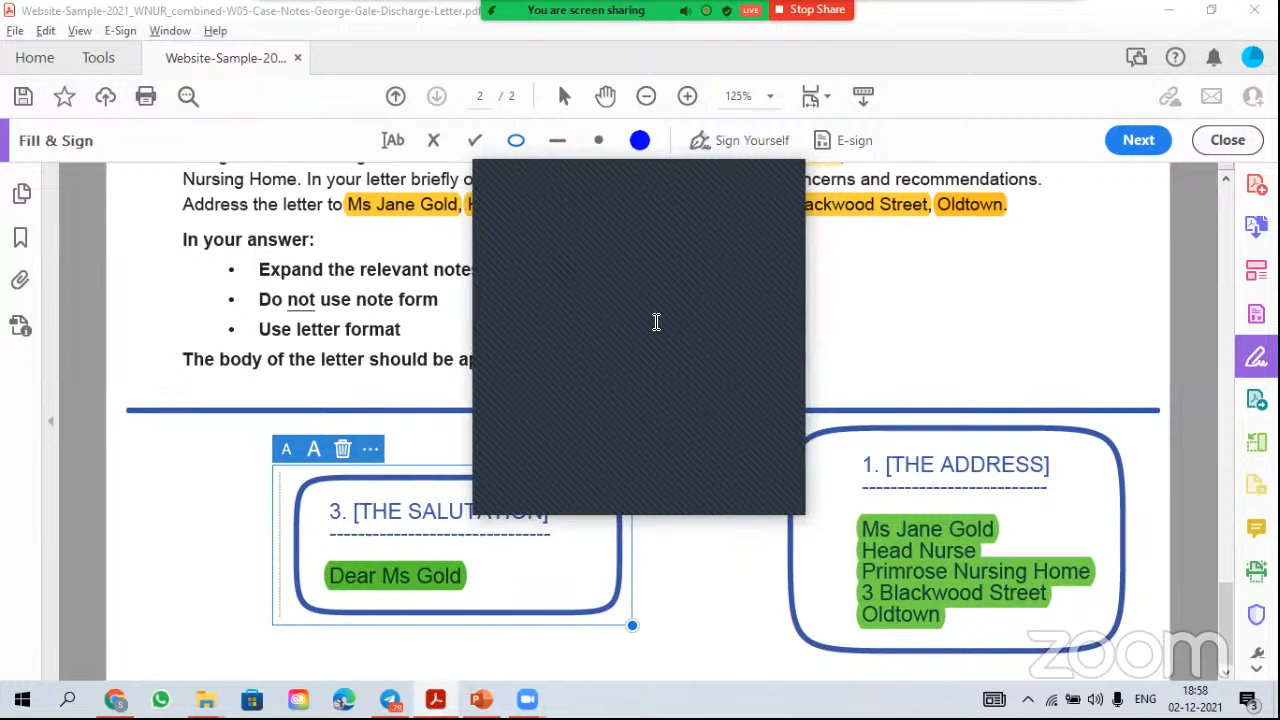 Website-Sample-2021_WNUR_combined-W05-Case-Notes-George-Gale-Discharge-Letter.pdf
You are screen sharing
LIVE
Stop Share
File Edit View E-Sign Window Help
Home Tools Website-Sample-20...
2 / 2
125%
Fill & Sign
Ab
Sign Yourself
E-sign
Next
Close
Nursing Home. In your letter briefly
ncerns and recommendations.
Address the letter to Ms Jane Gold,
ackwood Street, Oldtown.
In your answer:
• Expand the relevant notes
• Do not use note form
• Use letter format
The body of the letter should be
A A
1. [THE ADDRESS]
---------------------------
3. [THE SALUTATION]
---------------------------
Ms Jane Gold
Head Nurse
Primrose Nursing Home
3 Blackwood Street
Oldtown
Dear Ms Gold
zoom
79
ENG
18:58
02-12-2021
3